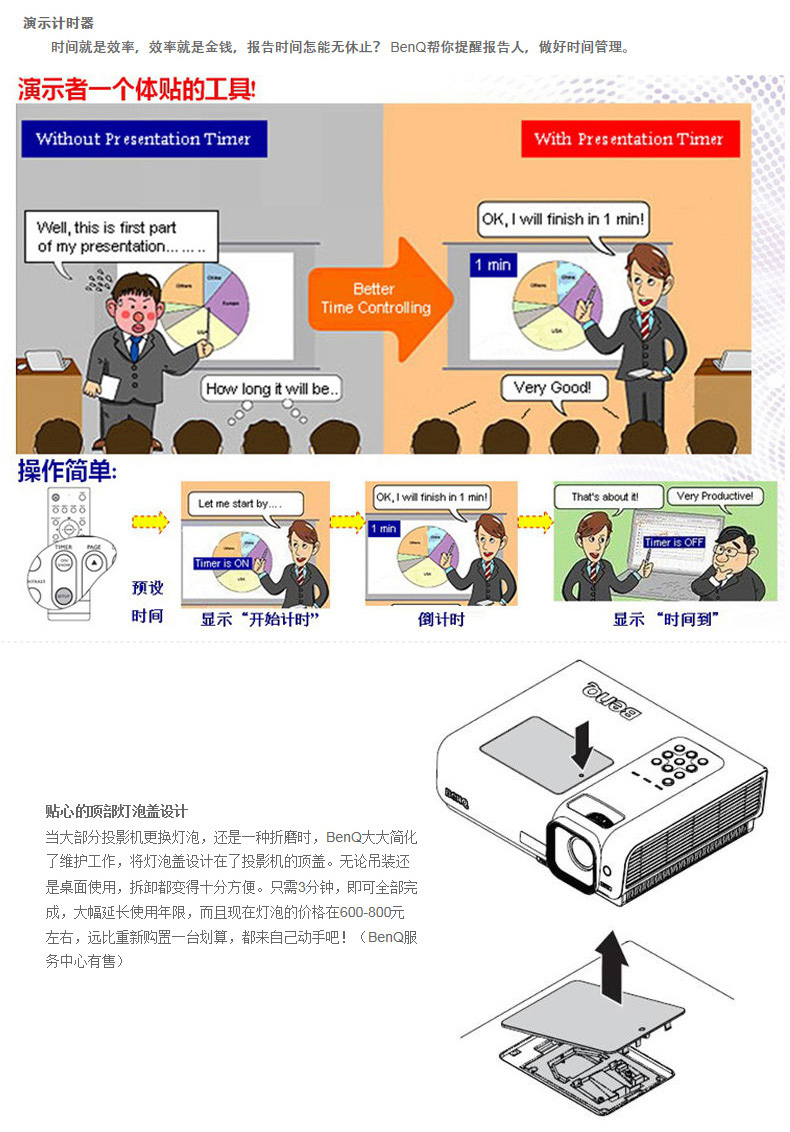 演示计时器
时间就是效率，效率就是金钱，报告时间怎能无休止？ BenQ帮你提醒报告人，做好时间管理。
演示者一个体贴的工具!
Without Presentation Timer
With Presentation Timer
Well, this is first part
of my presentation... ... ..
OK, I will finish in 1 min!
1 min
Others
China
Europe
USA
Others
USA
Better
Time Controlling
How long it will be..
Very Good!
操作简单:
TIMER
PAGE
ON
SETUP
预设
时间
Let me start by....
Others
USA
Timer is ON
显示“开始计时”
OK, I will finish in 1 min!
1 min
Others
USA
倒计时
That's about it!
Very Productive!
Timer is OFF
显示 “时间到”
BenQ
BenQ
贴心的顶部灯泡盖设计
当大部分投影机更换灯泡，还是一种折磨时，BenQ大大简化
了维护工作，将灯泡盖设计在了投影机的顶盖。无论吊装还
是桌面使用，拆卸都变得十分方便。只需3分钟，即可全部完
成，大幅延长使用年限，而且现在灯泡的价格在600-800元
左右，远比重新购置一台划算，都来自己动手吧！（BenQ服
务中心有售）